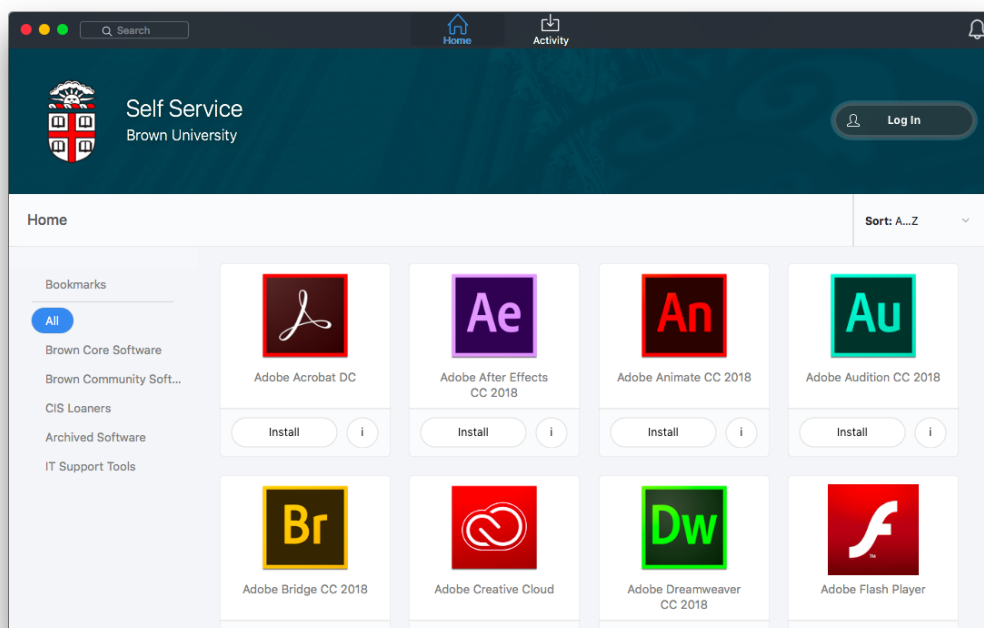 Search
Home
Activity
Self Service
Brown University
Log In
Home
Sort: A...Z
Bookmarks
All
Brown Core Software
Brown Community Soft...
CIS Loaners
Archived Software
IT Support Tools
Ae
An
Au
Adobe Acrobat DC
Adobe After Effects
CC 2018
Adobe Animate CC 2018
Adobe Audition CC 2018
Install
i
Install
i
Install
i
Install
i
Br
Dw
TM
Adobe Bridge CC 2018
Adobe Creative Cloud
Adobe Dreamweaver
CC 2018
Adobe Flash Player